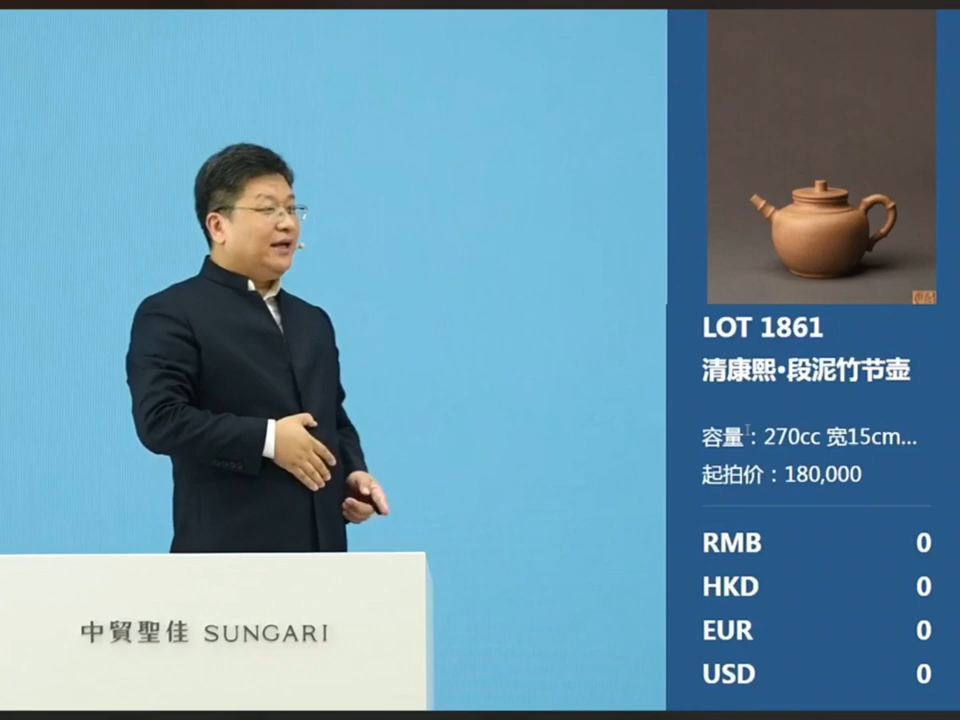 中貿聖佳 SUNGARI
LOT 1861
清康熙•段泥竹节壶
容量：270cc 宽15cm...
起拍价：180,000
RMB 0
HKD 0
EUR 0
USD 0